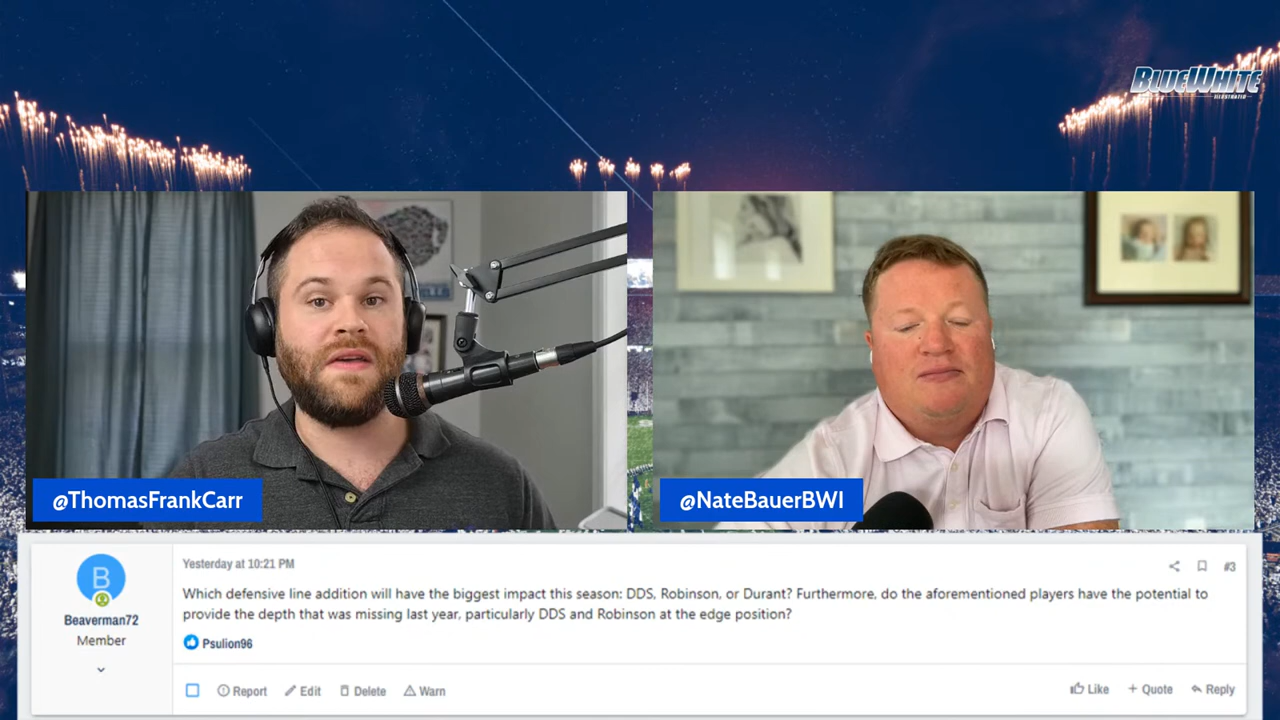 BLUEWHITE
ILLUSTRATED
@ThomasFrankCarr
@NateBauerBWI
B
Beaverman72
Member
Yesterday at 10:21 PM
#3
Which defensive line addition will have the biggest impact this season: DDS, Robinson, or Durant? Furthermore, do the aforementioned players have the potential to
provide the depth that was missing last year, particularly DDS and Robinson at the edge position?
Psulion96
Report Edit Delete Warn
Like + Quote Reply